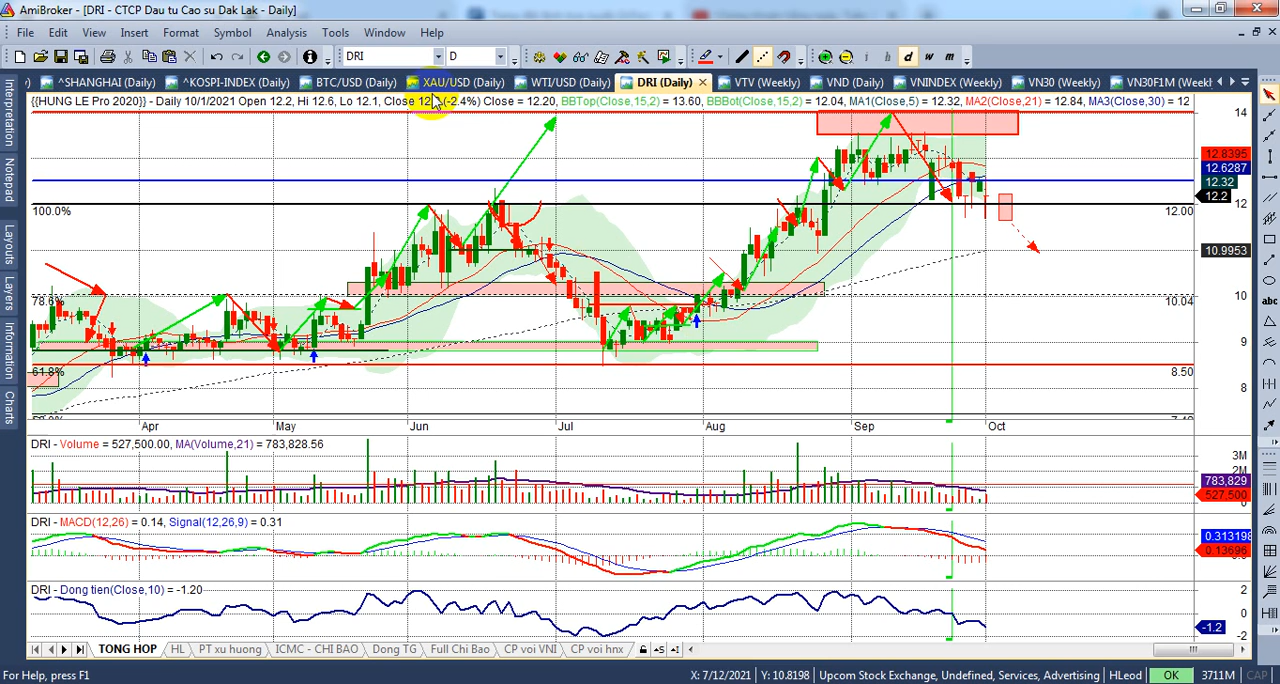 AmiBroker - [DRI - CTCP Dau tu Cao su Dak Lak - Daily]
File Edit View Insert Format Symbol Analysis Tools Window Help
DRI D i h d w m
^SHANGHAI (Daily) ^KOSPI-INDEX (Daily) BTC/USD (Daily) XAU/USD (Daily) WTI/USD (Daily) DRI (Daily) VTV (Weekly) VND (Daily) VNINDEX (Weekly) VN30 (Weekly) VN30F1M (Weekly)
{{HUNG LE Pro 2020}} - Daily 10/1/2021 Open 12.2, Hi 12.6, Lo 12.1, Close 12. (-2.4%) Close = 12.20, BBTop(Close,15,2) = 13.60, BBBot(Close,15,2) = 12.04, MA1(Close,5) = 12.32, MA2(Close,21) = 12.84, MA3(Close,30) = 12
14
12.8395
12.6287
12.32
12.2
12
100.0%
12.00
10.9953
78.6%
10
10.04
9
61.8%
8.50
8
Apr May Jun Jul Aug Sep Oct
DRI - Volume = 527,500.00, MA(Volume,21) = 783,828.56
3M
2M
783,829
527,500
0
DRI - MACD(12,26) = 0.14, Signal(12,26,9) = 0.31
0.313198
0.13696
DRI - Dong tien(Close,10) = -1.20
2
0
-1.2
-2
TONG HOP HL PT xu huong ICMC - CHI BAO Dong TG Full Chi Bao CP voi VNI CP voi hnx
For Help, press F1 X: 7/12/2021 Y: 10.8198 Upcom Stock Exchange, Undefined, Services, Advertising HLeod OK 3711M CAP
Interpretation
Notepad
Layouts
Layers
Information
Charts
abc